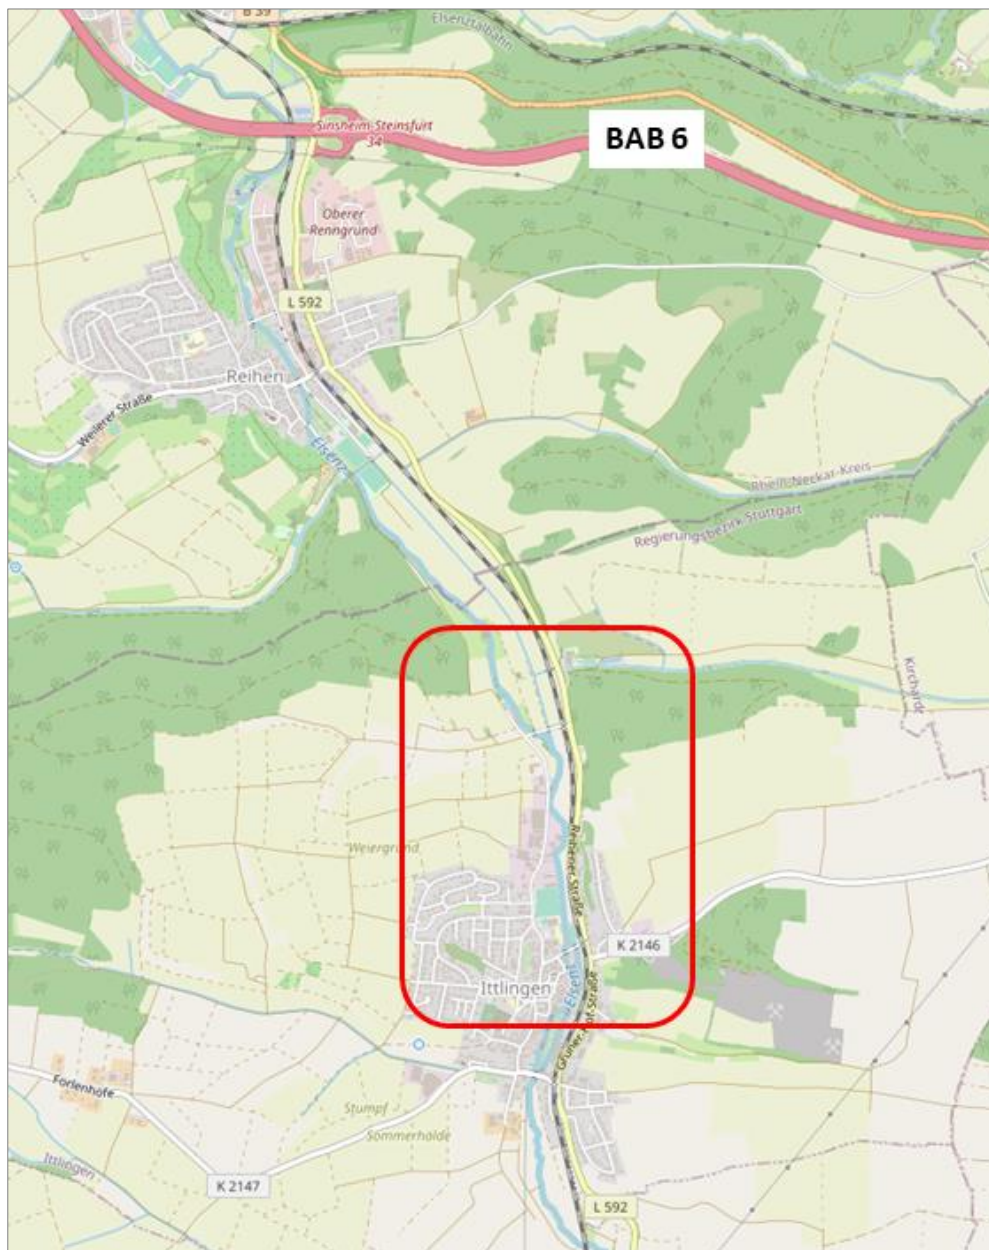 B 39
Elsenztalbahn
Sinsheim-Steinsfurt
34
BAB 6
Oberer
Renngrund
L 592
Reihen
Weilerer Straße
Elsenz
Rhein-Neckar-Kreis
Regierungsbezirk Stuttgart
Kirchardt
Weiergrund
Reihener Straße
K 2146
Ittlingen
Elsenz
Gruner-Hof-Straße
Forlenhöfe
Stumpf
Sommerhälde
Ittlingen
K 2147
L 592